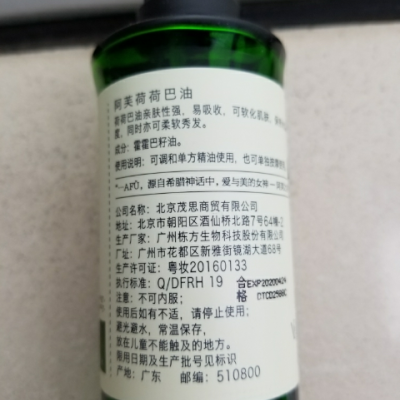 阿芙荷荷巴油
荷荷巴油亲肤性强，易吸收，可软化肌肤，
度，同时亦可柔软秀发。
成分：霍霍巴籽油。
使用说明：可调和单方精油使用，也可单独
“—AFU，源自希腊神话中，爱与美的女神—
公司：北京茂思商贸有限公司
地址：北京市朝阳区酒仙桥北路7号64幢-2
生产厂家：广州栋方生物科技股份有限公司
厂址：广州市花都区新雅街镜湖大道68号
生产许可证：粤妆20160133
执行标准：Q/DFRH 19
合格 EXP20200424
注意：不可内服；
使用后如有不适，请停止使用；
避光避水，常温保存，
放在儿童不能触及的地方。
限用日期及生产批号见标识
产地：广东 邮编：510800